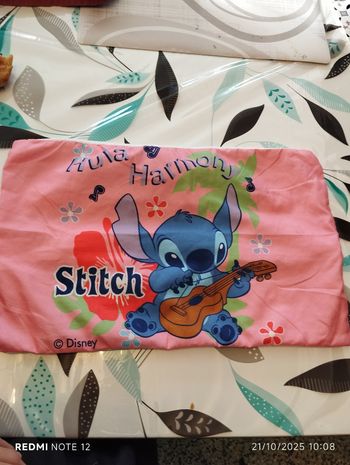 Hula Harmony
Stitch
© Disney
REDMI NOTE 12
21/10/2025 10:08